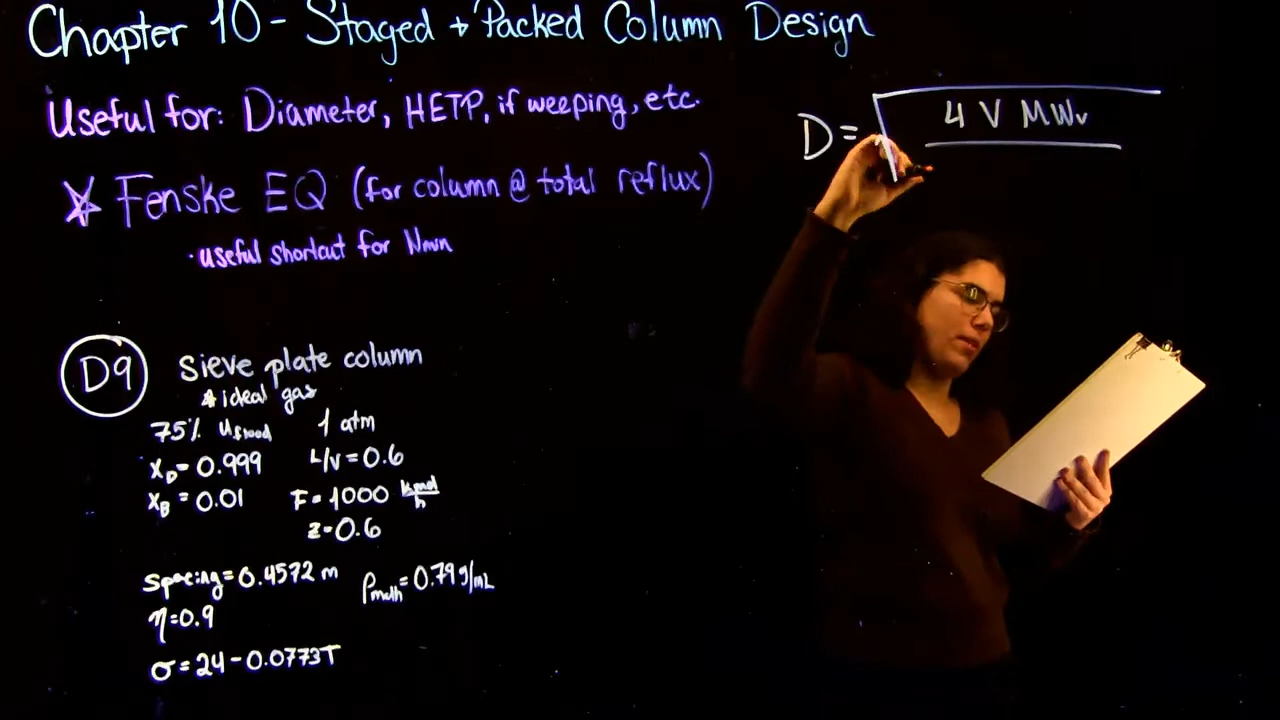 Chapter 10 - Staged + Packed Column Design
Useful for: Diameter, HETP, if weeping, etc.
☆ Fenske EQ (for column @ total reflux)
· useful shortcut for Nmin
D9 Sieve plate column
* ideal gas
75% uflood 1 atm
xD = 0.999 L/V = 0.6
xB = 0.01 F = 1000 kmol/h
z = 0.6
Spacing = 0.4572 m ρmeth = 0.79 g/mL
η = 0.9
σ = 24 - 0.0773T
D = √ 4 V MWv